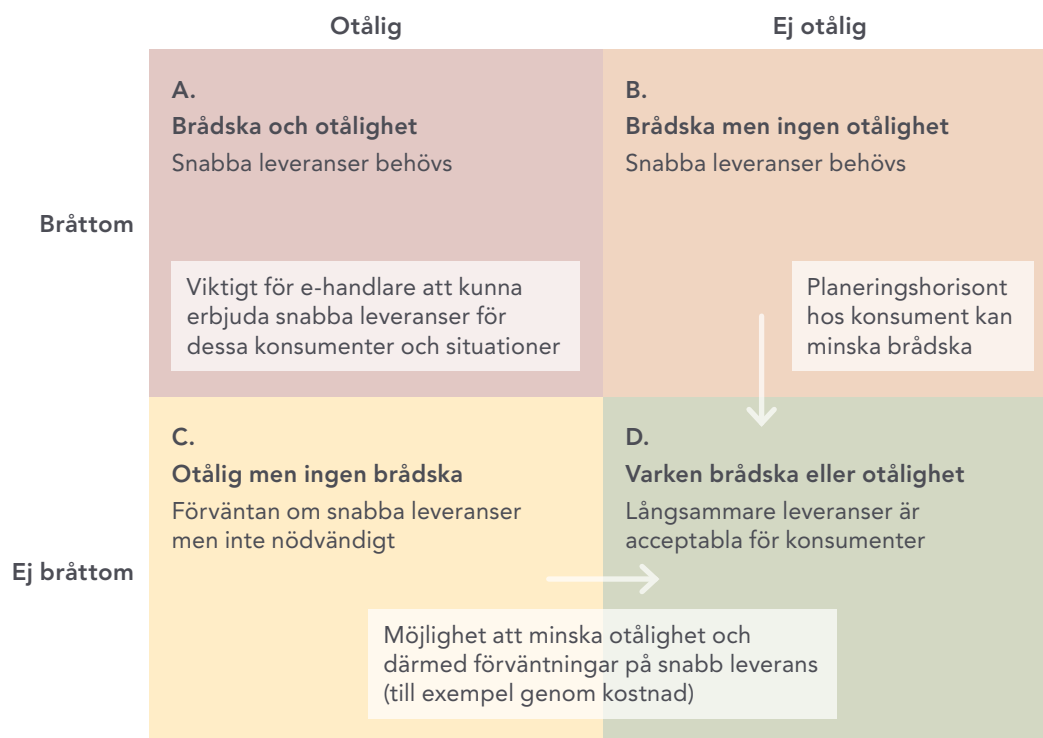 Otålig
Ej otålig
Bråttom
A.
Brådska och otålighet
Snabba leveranser behövs
Viktigt för e-handlare att kunna
erbjuda snabba leveranser för
dessa konsumenter och situationer
B.
Brådska men ingen otålighet
Snabba leveranser behövs
Planeringshorisont
hos konsument kan
minska brådska
Ej bråttom
C.
Otålig men ingen brådska
Förväntan om snabba leveranser
men inte nödvändigt
D.
Varken brådska eller otålighet
Långsammare leveranser är
acceptabla för konsumenter
Möjlighet att minska otålighet och
därmed förväntningar på snabb leverans
(till exempel genom kostnad)